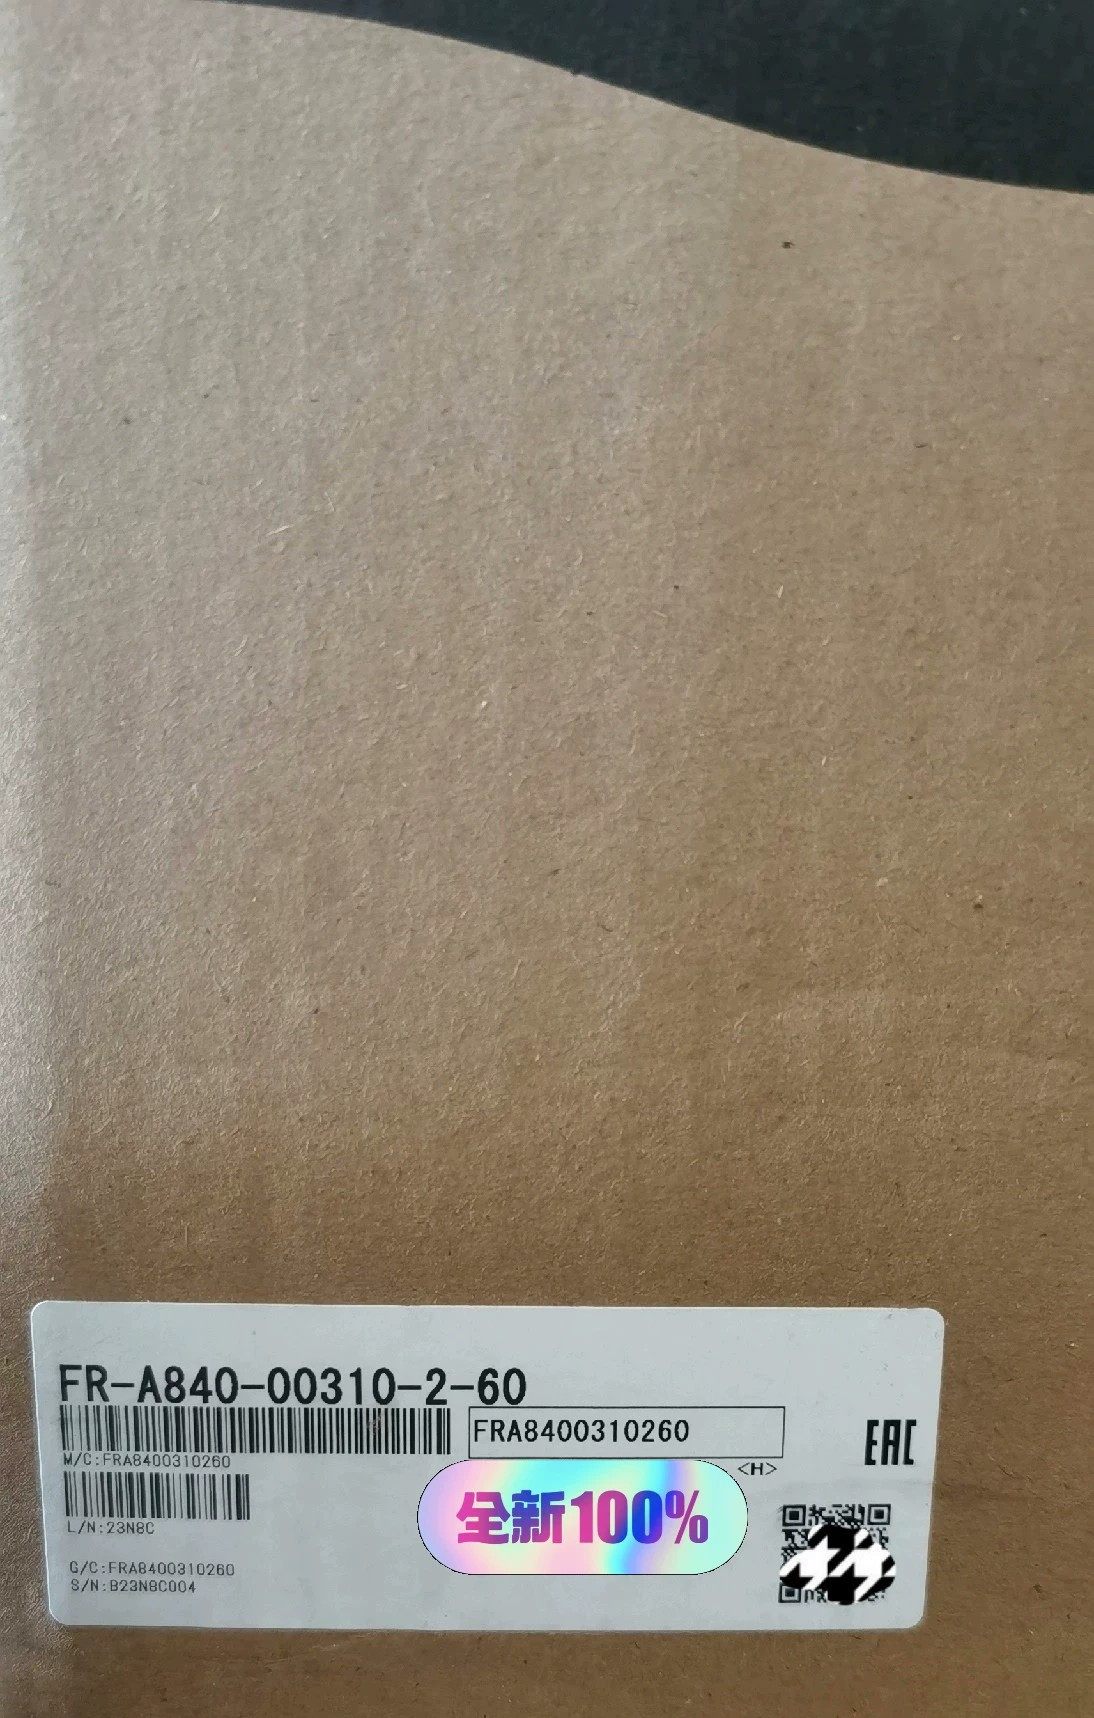 FR-A840-00310-2-60
FRA8400310260
EAC
M/C:FRA8400310260
<H>
L/N:23N8C
全新100%
G/C:FRA8400310260
S/N:B23N8C004